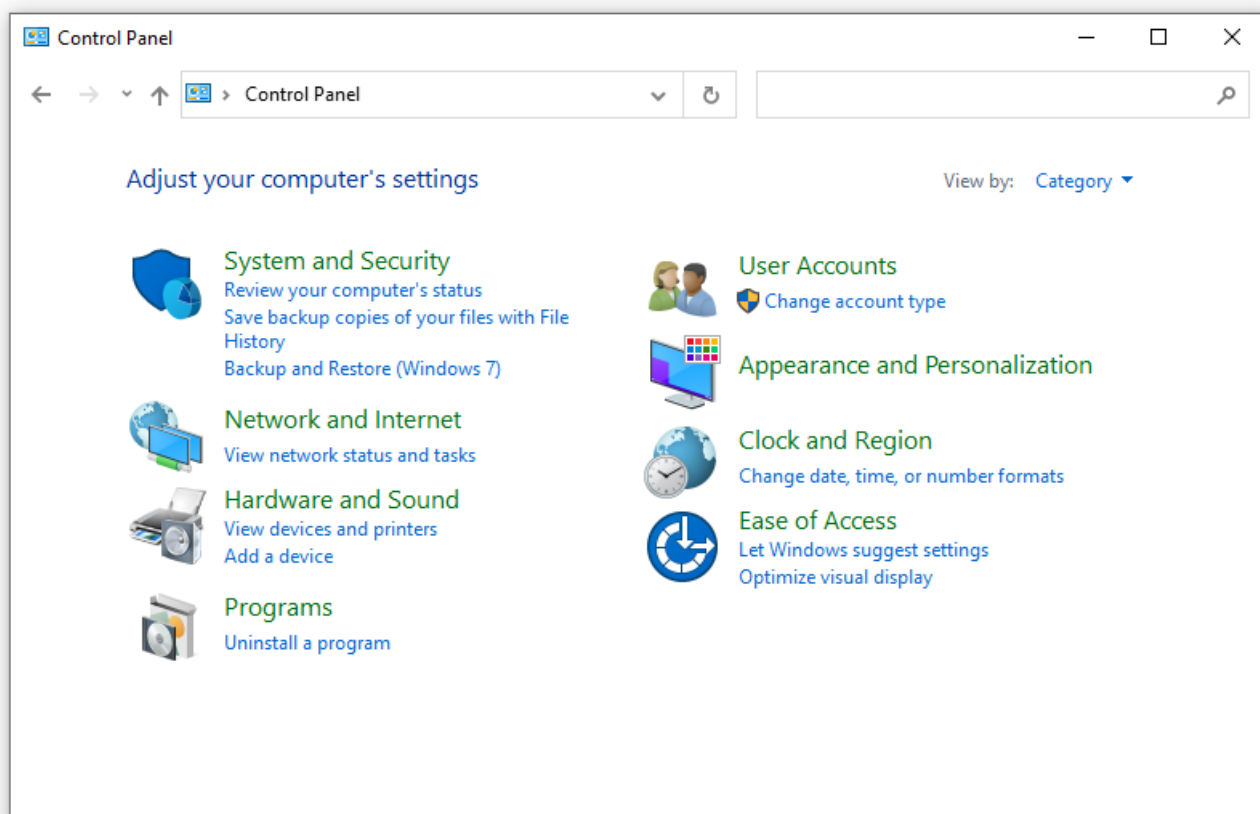 Control Panel
Control Panel
Adjust your computer's settings
View by: Category
System and Security
Review your computer's status
Save backup copies of your files with File
History
Backup and Restore (Windows 7)
Network and Internet
View network status and tasks
Hardware and Sound
View devices and printers
Add a device
Programs
Uninstall a program
User Accounts
Change account type
Appearance and Personalization
Clock and Region
Change date, time, or number formats
Ease of Access
Let Windows suggest settings
Optimize visual display